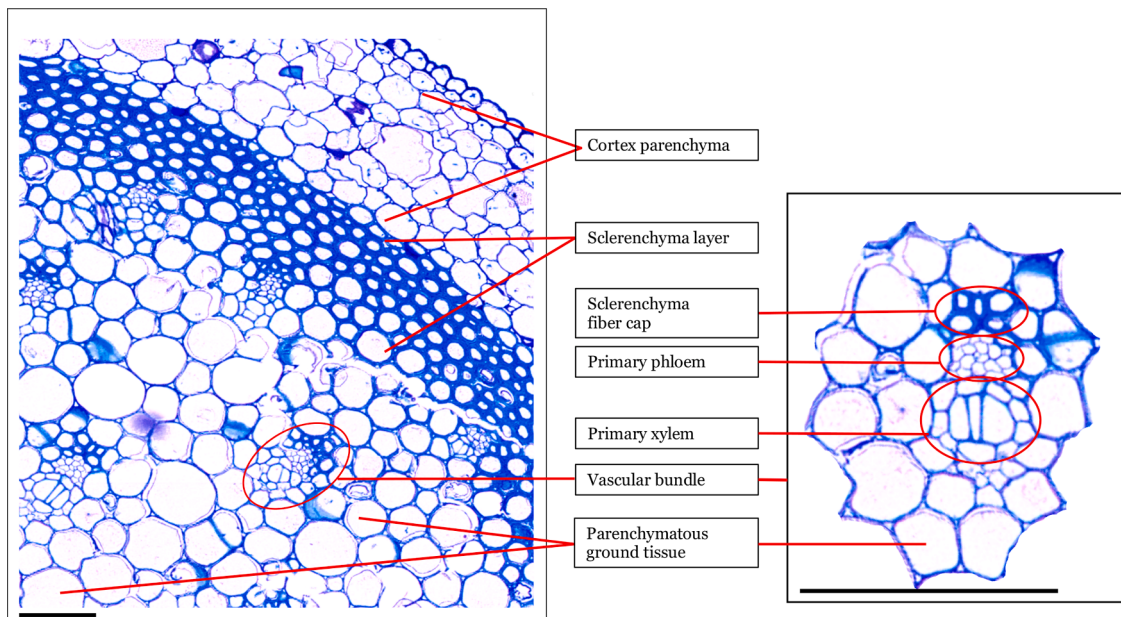 Cortex parenchyma
Sclerenchyma layer
Sclerenchyma
fiber cap
Primary phloem
Primary xylem
Vascular bundle
Parenchymatous
ground tissue